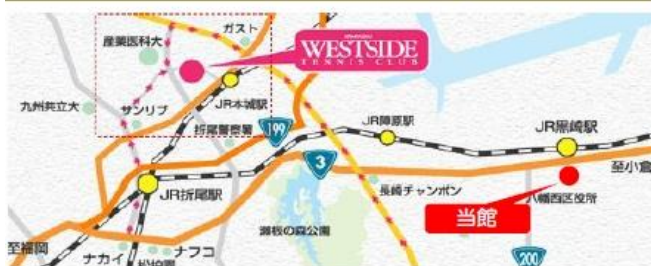 ガスト
産業医科大
WESTSIDE
TENNIS CLUB
九州共立大
サンリブ
JR本城駅
折尾警察署
199
JR陣原駅
JR黒崎駅
3
至小倉
JR折尾駅
長崎チャンポン
八幡西区役所
当館
瀬板の森公園
至福岡
ナカイ
ナフコ
200